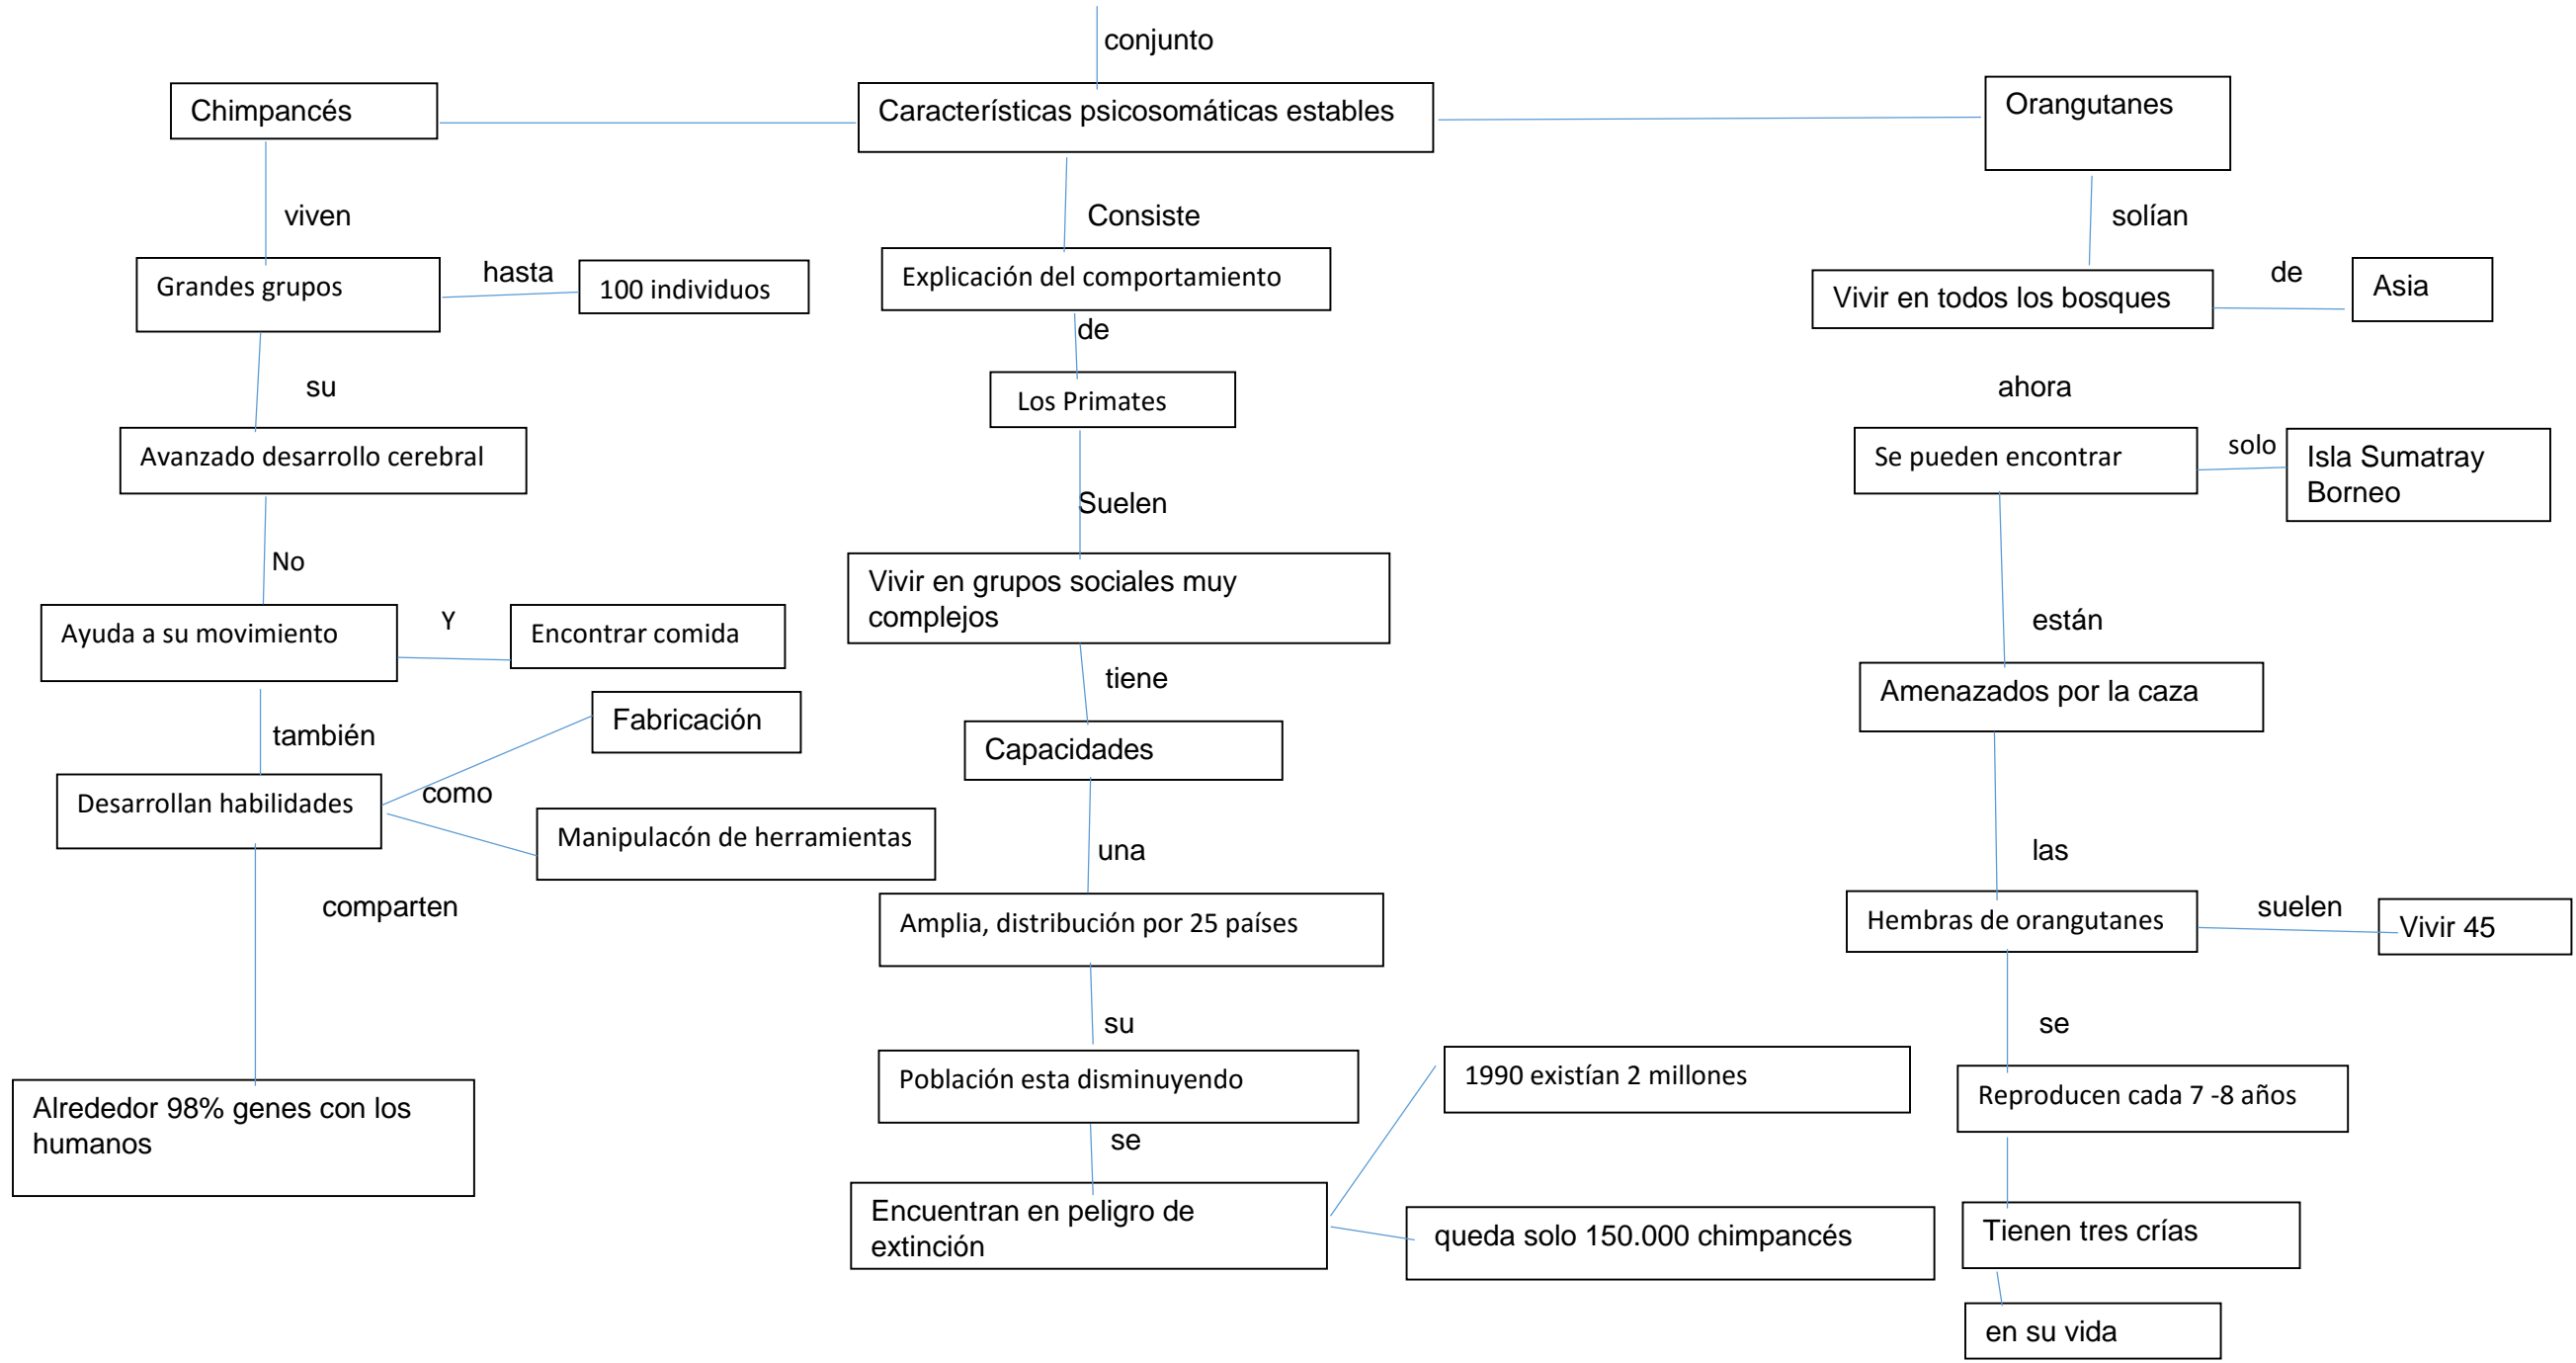 conjunto
Chimpancés
Característícas psicosomáticas estables
Orangutanes
viven
Consiste
solían
Grandes grupos
hasta
100 individuos
Explicación del comportamiento
Vivir en todos los bosques
de
Asia
de
su
Los Primates
ahora
Avanzado desarrollo cerebral
Se pueden encontrar
solo
Isla Sumatray
Borneo
Suelen
No
Vivir en grupos sociales muy
complejos
están
Ayuda a su movimiento
Y
Encontrar comida
tiene
Amenazados por la caza
Fabricación
también
Capacidades
Desarrollan habilidades
como
Manipulacón de herramientas
una
las
comparten
Amplia, distribución por 25 países
Hembras de orangutanes
suelen
Vivir 45
su
se
Población esta disminuyendo
1990 existían 2 millones
Reproducen cada 7 -8 años
Alrededor 98% genes con los
humanos
se
Encuentran en peligro de
extinción
queda solo 150.000 chimpancés
Tienen tres crías
en su vida